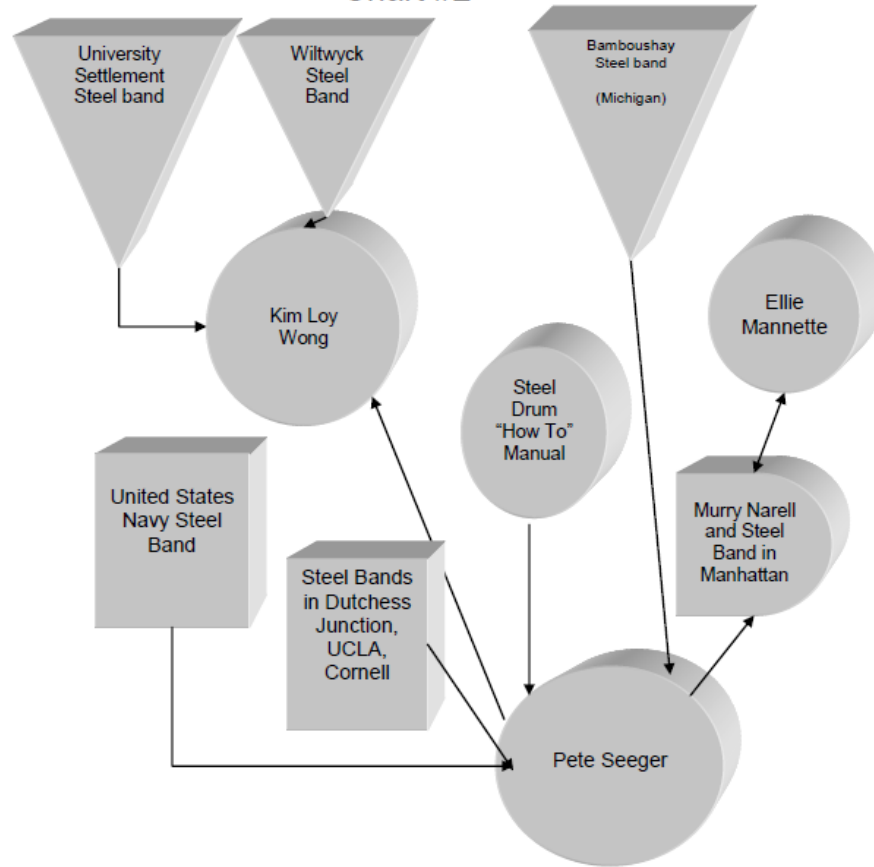 University
Settlement
Steel band
Wiltwyck
Steel
Band
Bamboushay
Steel band
(Michigan)
Kim Loy
Wong
Ellie
Mannette
Steel
Drum
“How To”
Manual
United States
Navy Steel
Band
Murry Narell
and Steel
Band in
Manhattan
Steel Bands
in Dutchess
Junction,
UCLA,
Cornell
Pete Seeger